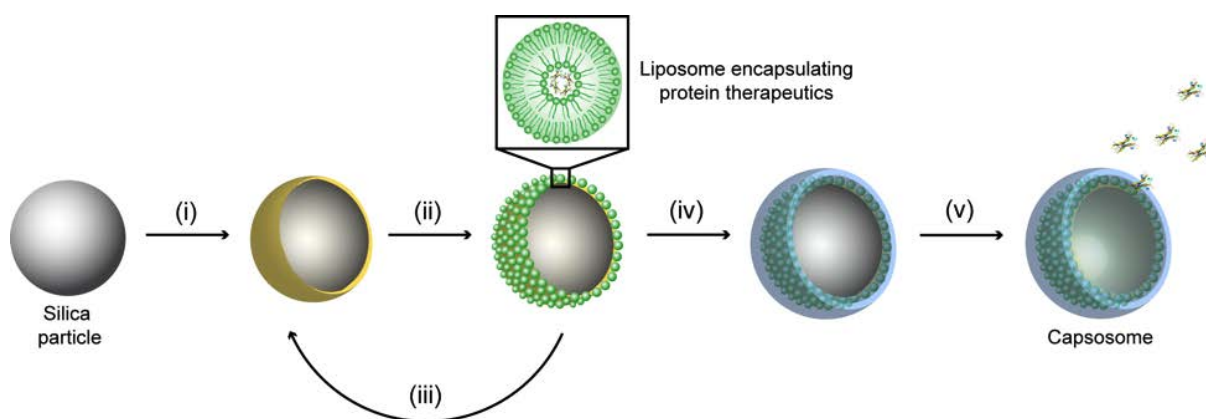 Liposome encapsulating
protein therapeutics
(i)
(ii)
(iv)
(v)
Silica
particle
Capsosome
(iii)